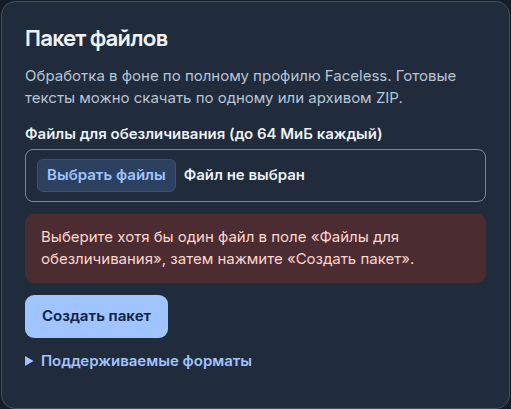 Пакет файлов
Обработка в фоне по полному профилю Faceless. Готовые
тексты можно скачать по одному или архивом ZIP.
Файлы для обезличивания (до 64 МиБ каждый)
Выбрать файлы Файл не выбран
Выберите хотя бы один файл в поле «Файлы для
обезличивания», затем нажмите «Создать пакет».
Создать пакет
Поддерживаемые форматы